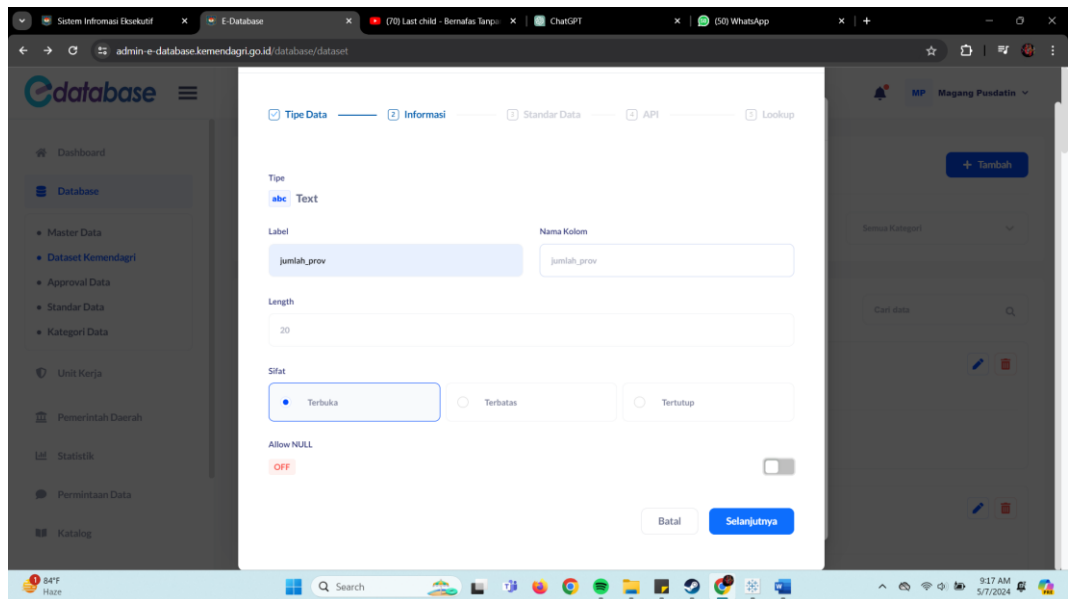 Sistem Infromasi Eksekutif
E-Database
(70) Last child - Bernafas Tanpa
ChatGPT
(50) WhatsApp
admin-e-database.kemendagri.go.id/database/dataset
edatabase
MP Magang Pusdatin
Tipe Data
2 Informasi
3 Standar Data
4 API
5 Lookup
Dashboard
+ Tambah
Database
Tipe
abc Text
Master Data
Label
Nama Kolom
Semua Kategori
Dataset Kemendagri
jumlah_prov
jumlah_prov
Approval Data
Standar Data
Length
Cari data
Kategori Data
20
Unit Kerja
Sifat
Terbuka
Terbatas
Tertutup
Pemerintah Daerah
Allow NULL
Statistik
OFF
Permintaan Data
Batal
Selanjutnya
Katalog
1
84°F
Haze
Search
9:17 AM
5/7/2024